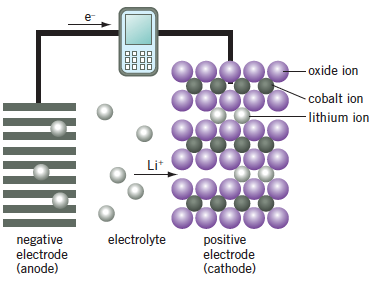 e⁻
oxide ion
cobalt ion
lithium ion
Li⁺
negative
electrode
(anode)
electrolyte
positive
electrode
(cathode)